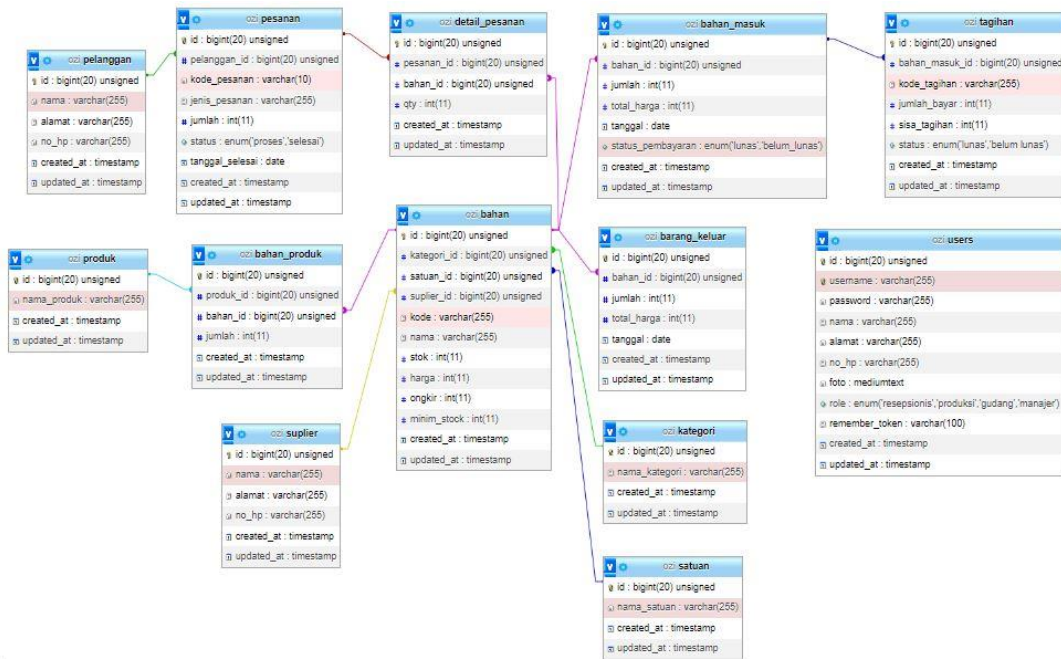 ozi pelanggan
id : bigint(20) unsigned
nama : varchar(255)
alamat : varchar(255)
no_hp : varchar(255)
created_at : timestamp
updated_at : timestamp
ozi pesanan
id : bigint(20) unsigned
pelanggan_id : bigint(20) unsigned
kode_pesanan : varchar(10)
jenis_pesanan : varchar(255)
jumlah : int(11)
status : enum('proses','selesai')
tanggal_selesai : date
created_at : timestamp
updated_at : timestamp
ozi detail_pesanan
id : bigint(20) unsigned
pesanan_id : bigint(20) unsigned
bahan_id : bigint(20) unsigned
qty : int(11)
created_at : timestamp
updated_at : timestamp
ozi bahan_masuk
id : bigint(20) unsigned
bahan_id : bigint(20) unsigned
jumlah : int(11)
total_harga : int(11)
tanggal : date
status_pembayaran : enum('lunas','belum_lunas')
created_at : timestamp
updated_at : timestamp
ozi tagihan
id : bigint(20) unsigned
bahan_masuk_id : bigint(20) unsigned
kode_tagihan : varchar(255)
jumlah_bayar : int(11)
sisa_tagihan : int(11)
status : enum('lunas','belum lunas')
created_at : timestamp
updated_at : timestamp
ozi produk
id : bigint(20) unsigned
nama_produk : varchar(255)
created_at : timestamp
updated_at : timestamp
ozi bahan_produk
id : bigint(20) unsigned
produk_id : bigint(20) unsigned
bahan_id : bigint(20) unsigned
jumlah : int(11)
created_at : timestamp
updated_at : timestamp
ozi bahan
id : bigint(20) unsigned
kategori_id : bigint(20) unsigned
satuan_id : bigint(20) unsigned
suplier_id : bigint(20) unsigned
kode : varchar(255)
nama : varchar(255)
stok : int(11)
harga : int(11)
ongkir : int(11)
minim_stock : int(11)
created_at : timestamp
updated_at : timestamp
ozi barang_keluar
id : bigint(20) unsigned
bahan_id : bigint(20) unsigned
jumlah : int(11)
total_harga : int(11)
tanggal : date
created_at : timestamp
updated_at : timestamp
ozi users
id : bigint(20) unsigned
username : varchar(255)
password : varchar(255)
nama : varchar(255)
alamat : varchar(255)
no_hp : varchar(255)
foto : mediumtext
role : enum('resepsionis','produksi','gudang','manajer')
remember_token : varchar(100)
created_at : timestamp
updated_at : timestamp
ozi suplier
id : bigint(20) unsigned
nama : varchar(255)
alamat : varchar(255)
no_hp : varchar(255)
created_at : timestamp
updated_at : timestamp
ozi kategori
id : bigint(20) unsigned
nama_kategori : varchar(255)
created_at : timestamp
updated_at : timestamp
ozi satuan
id : bigint(20) unsigned
nama_satuan : varchar(255)
created_at : timestamp
updated_at : timestamp